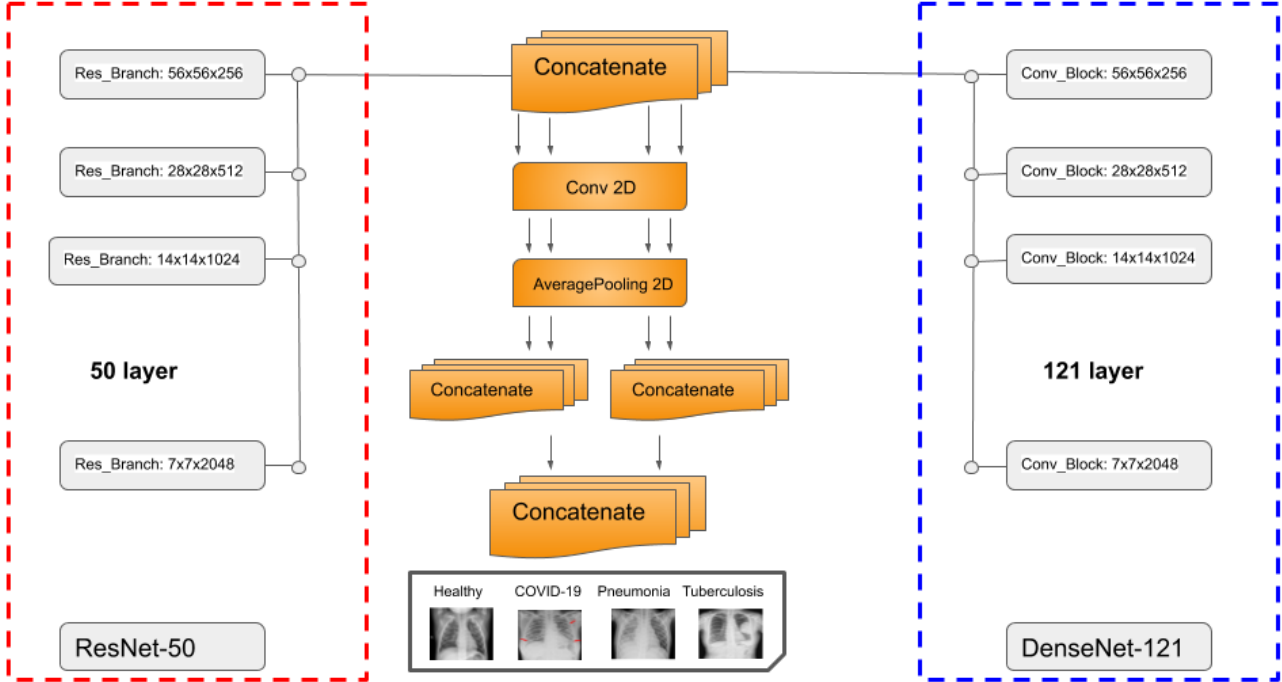 Res_Branch: 56x56x256
Res_Branch: 28x28x512
Res_Branch: 14x14x1024
50 layer
Res_Branch: 7x7x2048
ResNet-50
Concatenate
Conv 2D
AveragePooling 2D
Concatenate
Concatenate
Concatenate
Healthy
COVID-19
Pneumonia
Tuberculosis
Conv_Block: 56x56x256
Conv_Block: 28x28x512
Conv_Block: 14x14x1024
121 layer
Conv_Block: 7x7x2048
DenseNet-121